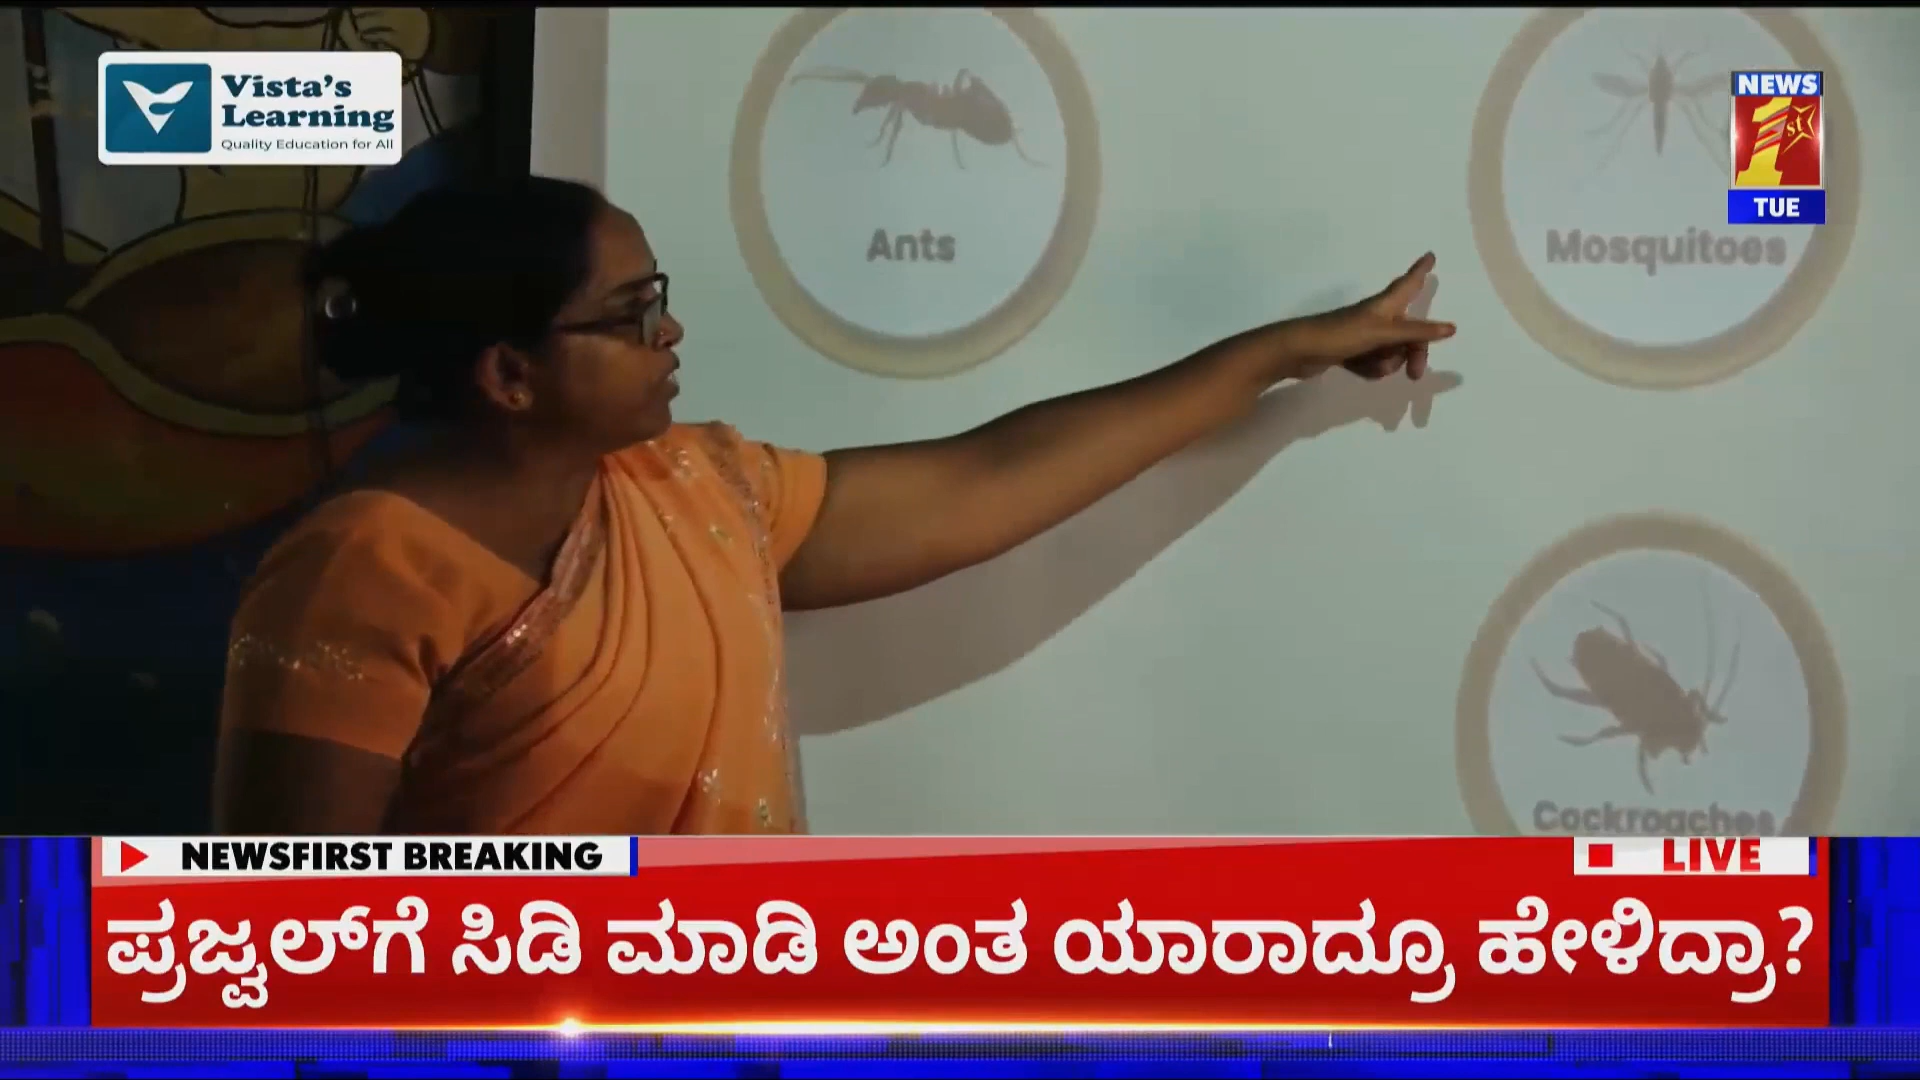 Vista's
Learning
Quality Education for All
NEWS
1st
TUE
Ants
Mosquitoes
Cockroaches
NEWSFIRST BREAKING
LIVE
ಪ್ರಜ್ವಲ್‌ಗೆ ಸಿಡಿ ಮಾಡಿ ಅಂತ ಯಾರಾದ್ರೂ ಹೇಳಿದ್ರಾ?